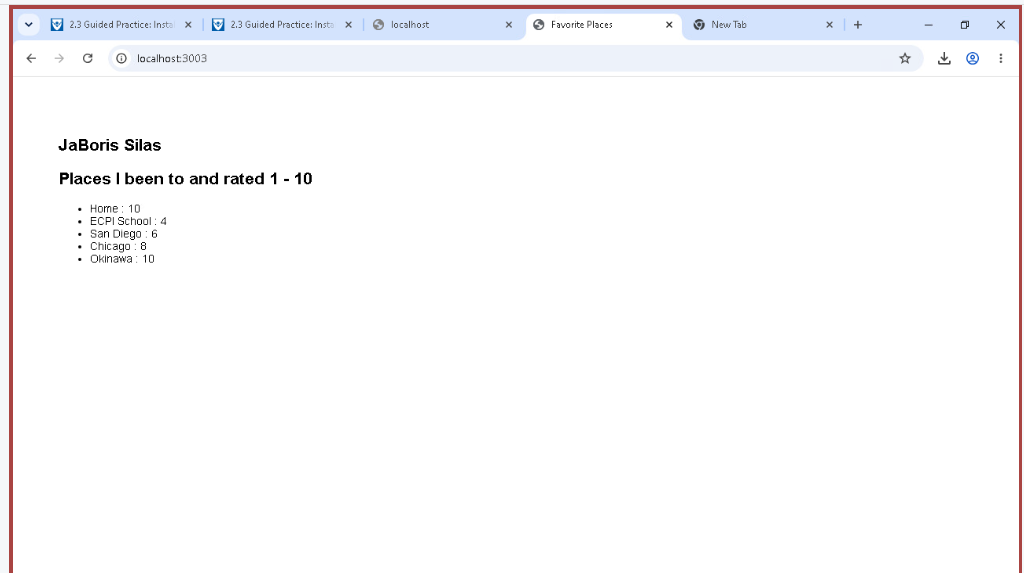 2.3 Guided Practice: Insta
2.3 Guided Practice: Insta
localhost
Favorite Places
New Tab
localhost:3003
JaBoris Silas
Places I been to and rated 1 - 10
• Home : 10
• ECPI School : 4
• San Diego : 6
• Chicago : 8
• Okinawa : 10